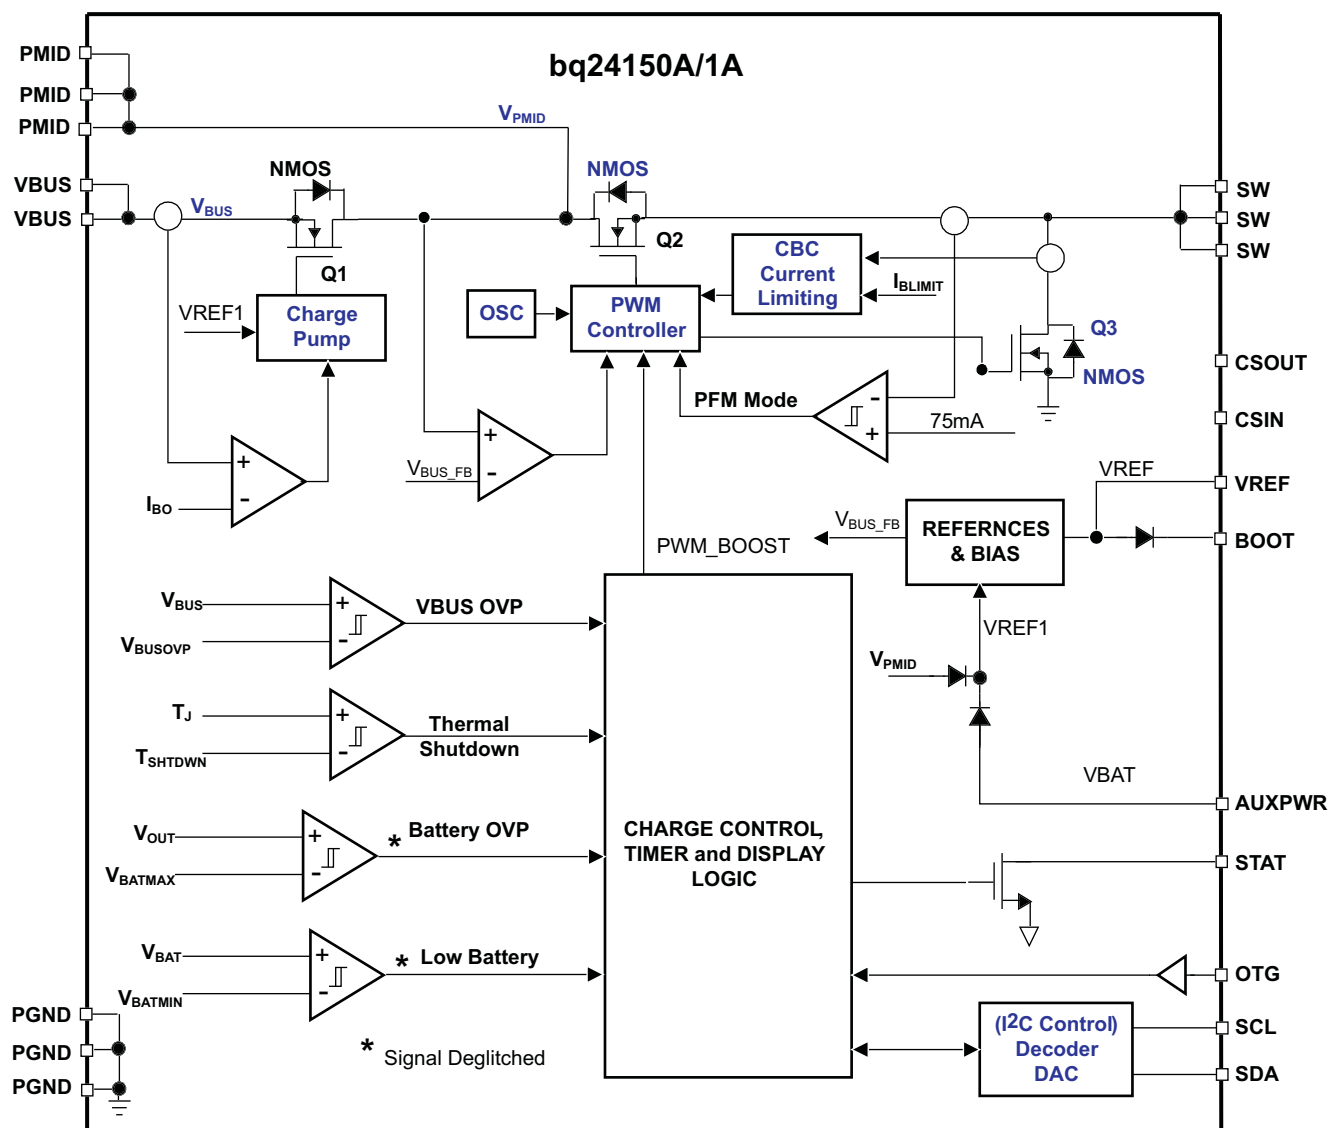 bq24150A/1A
PMID
PMID
PMID
VBUS
VBUS
VPMID
NMOS
VBUS
Q1
NMOS
Q2
SW
SW
SW
CBC
Current
Limiting
IBLIMIT
VREF1
Charge
Pump
OSC
PWM
Controller
Q3
NMOS
CSOUT
CSIN
PFM Mode
-
+
75mA
+
-
VBUS_FB
+
-
IBO
VREF
VREF
BOOT
VBUS_FB
REFERNCES
& BIAS
PWM_BOOST
VREF1
VPMID
VBUS
VBUSOVP
+
-
VBUS OVP
TJ
TSHTDWN
+
-
Thermal
Shutdown
VBAT
AUXPWR
VOUT
VBATMAX
+
-
* Battery OVP
CHARGE CONTROL,
TIMER and DISPLAY
LOGIC
STAT
VBAT
VBATMIN
+
-
* Low Battery
OTG
PGND
PGND
PGND
* Signal Deglitched
(I2C Control)
Decoder
DAC
SCL
SDA